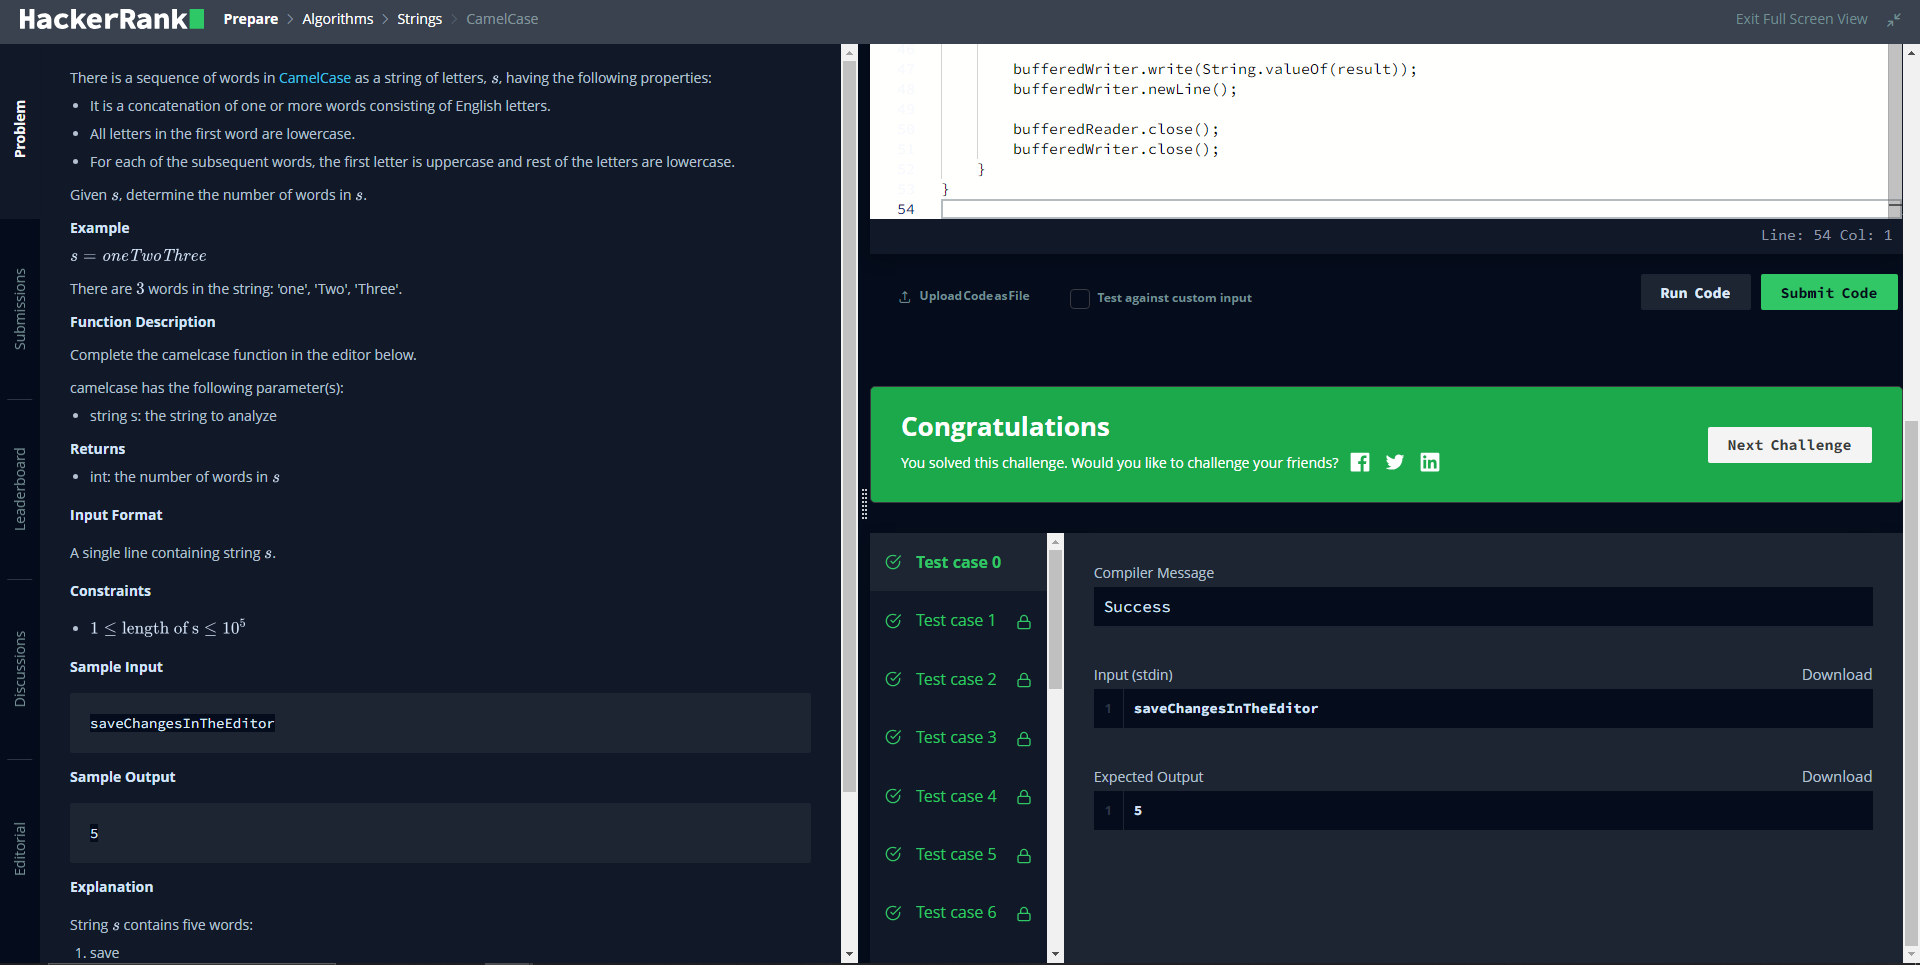 HackerRank Prepare > Algorithms > Strings > CamelCase
Exit Full Screen View
Problem
Submissions
Leaderboard
Discussions
Editorial
There is a sequence of words in CamelCase as a string of letters, s, having the following properties:
• It is a concatenation of one or more words consisting of English letters.
• All letters in the first word are lowercase.
• For each of the subsequent words, the first letter is uppercase and rest of the letters are lowercase.
Given s, determine the number of words in s.
Example
s = oneTwoThree
There are 3 words in the string: 'one', 'Two', 'Three'.
Function Description
Complete the camelcase function in the editor below.
camelcase has the following parameter(s):
• string s: the string to analyze
Returns
• int: the number of words in s
Input Format
A single line containing string s.
Constraints
• 1 ≤ length of s ≤ 10⁵
Sample Input
saveChangesInTheEditor
Sample Output
5
Explanation
String s contains five words:
1. save
47 bufferedWriter.write(String.valueOf(result));
48 bufferedWriter.newLine();
49
50 bufferedReader.close();
51 bufferedWriter.close();
52 }
53 }
54
Line: 54 Col: 1
Upload Code as File
Test against custom input
Run Code
Submit Code
Congratulations
You solved this challenge. Would you like to challenge your friends?
Next Challenge
Test case 0
Test case 1
Test case 2
Test case 3
Test case 4
Test case 5
Test case 6
Compiler Message
Success
Input (stdin)
Download
1 saveChangesInTheEditor
Expected Output
Download
1 5